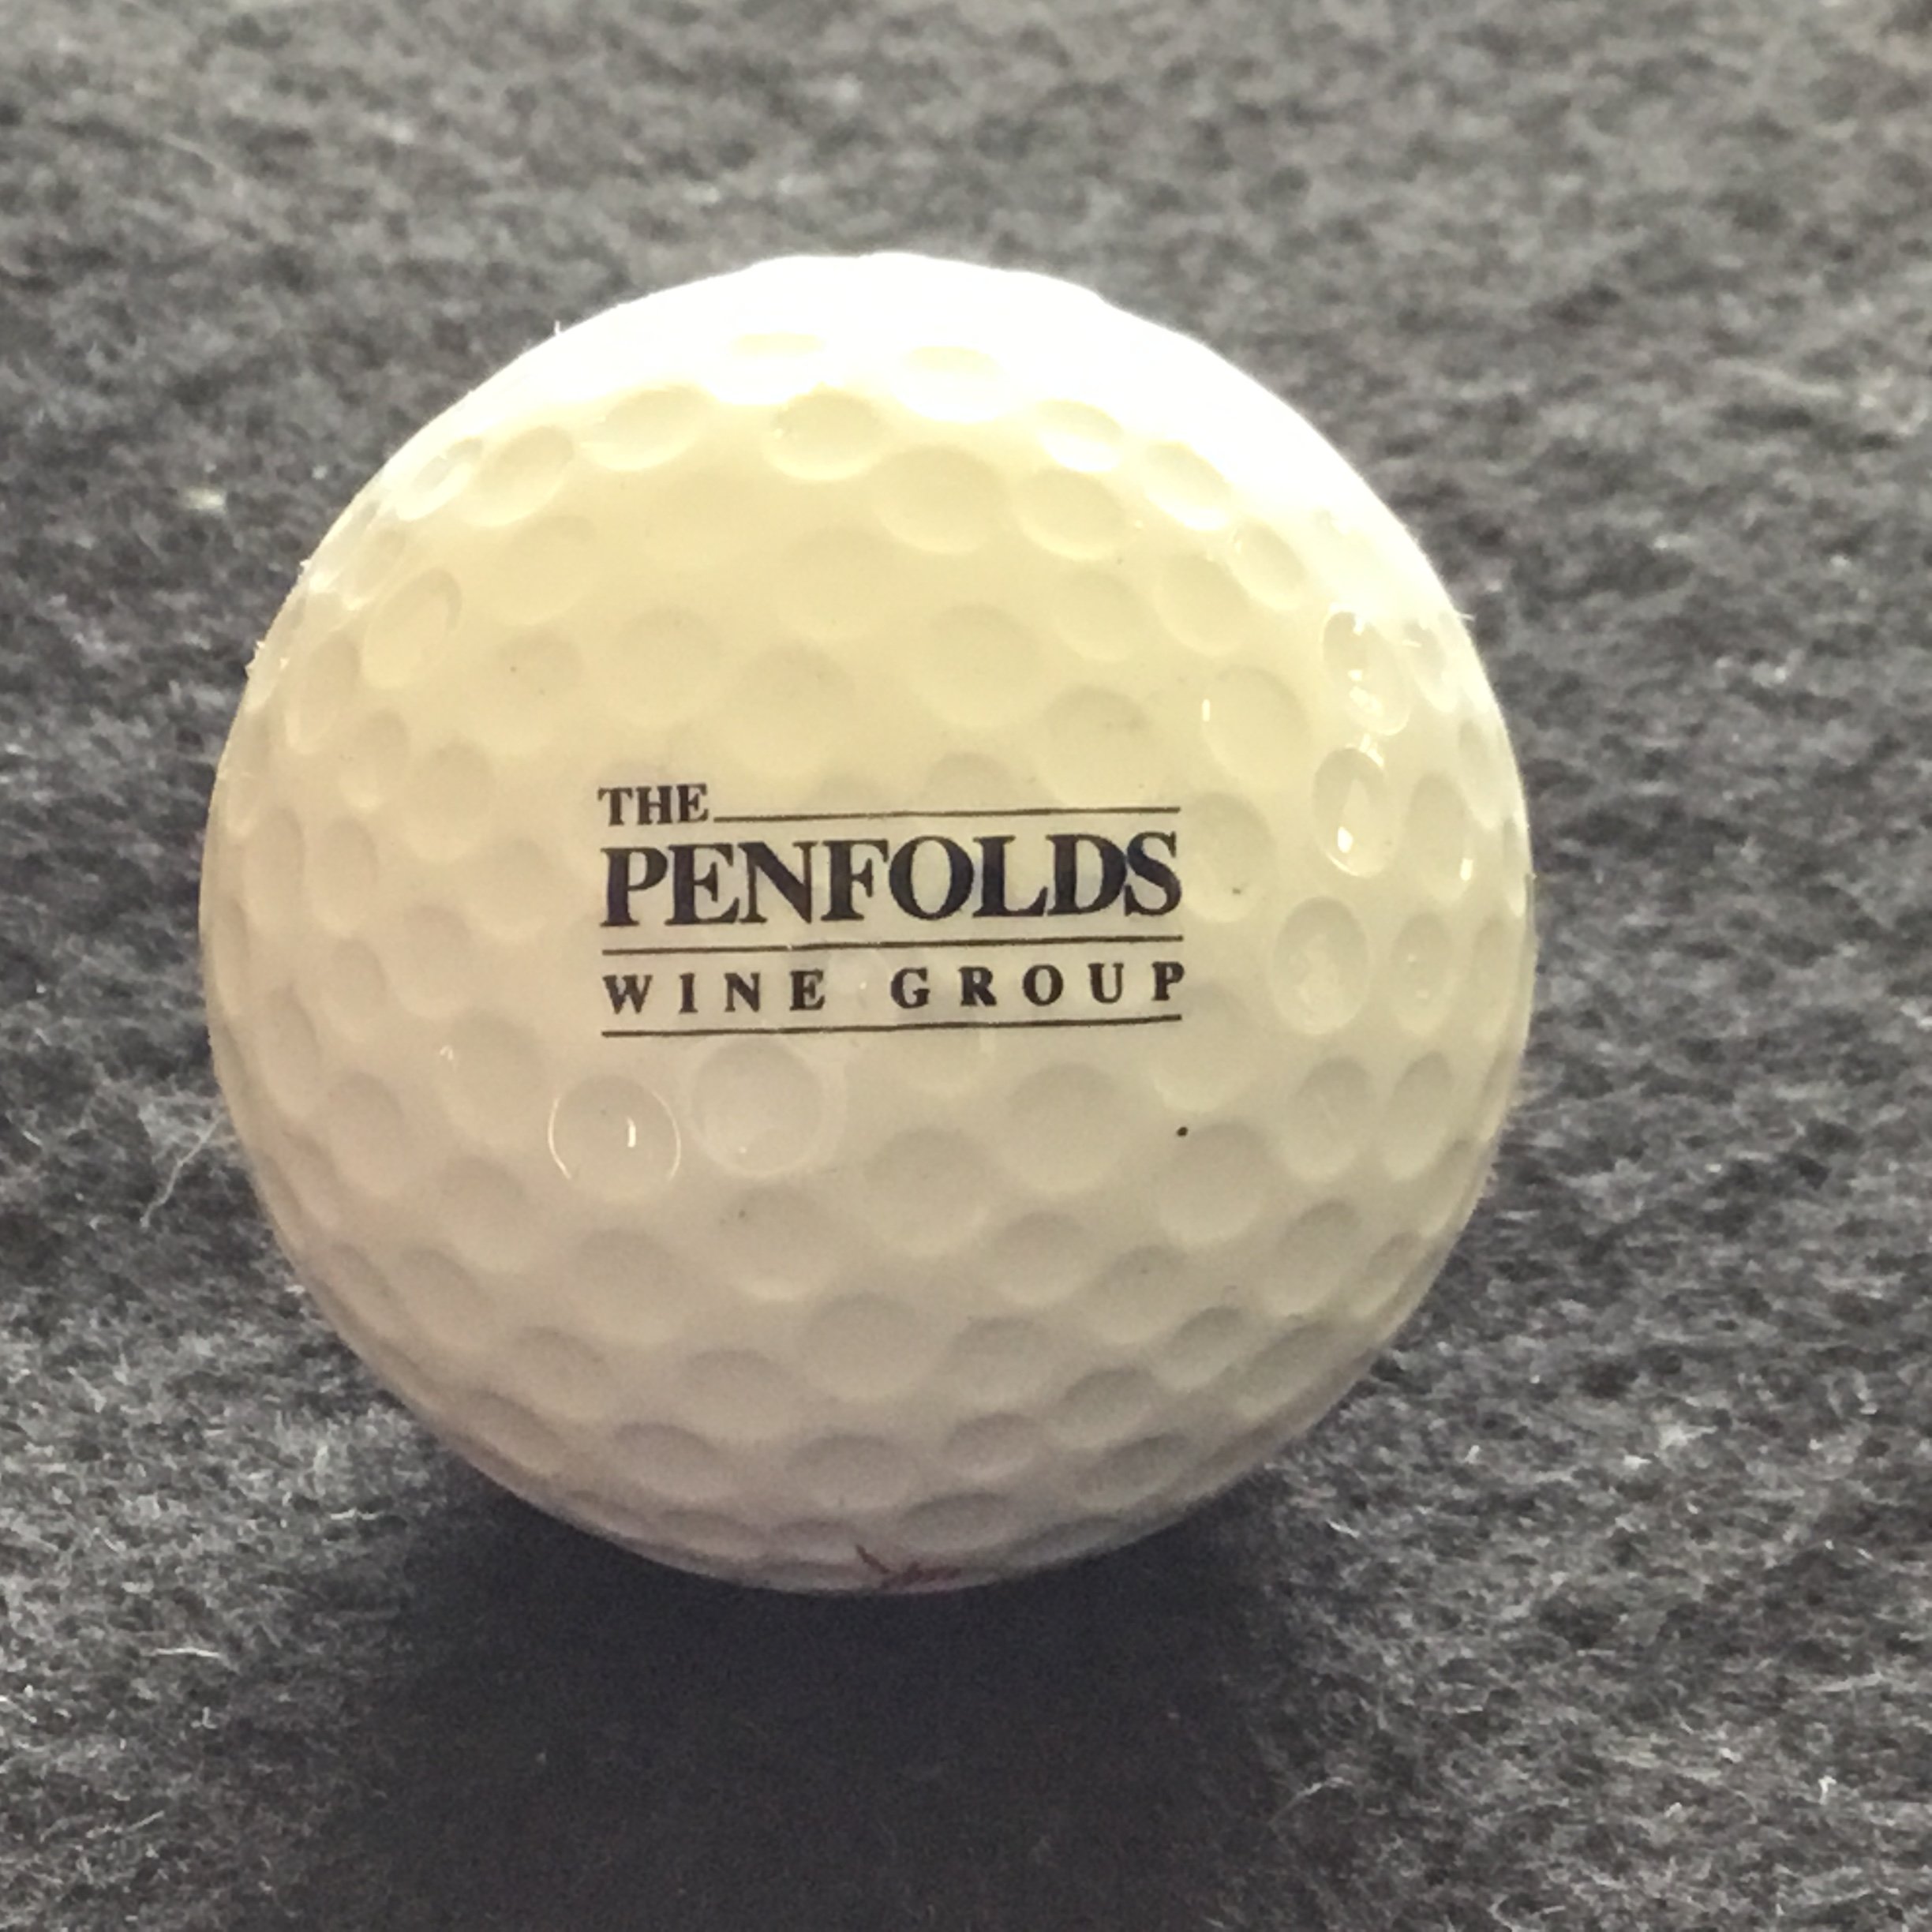 THE
PENFOLDS
WINE GROUP